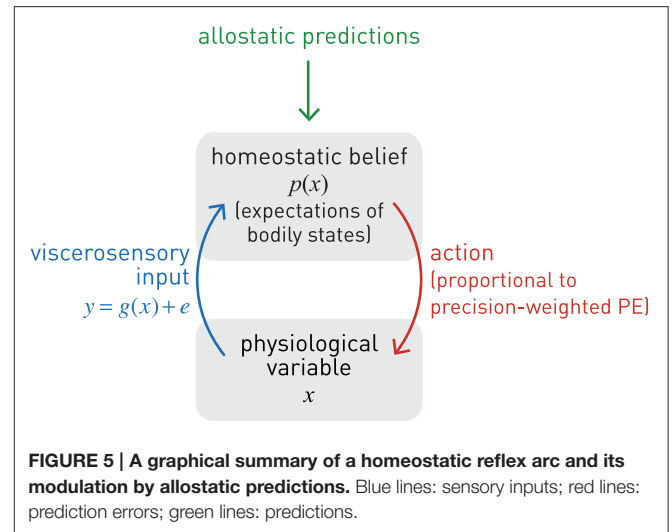 allostatic predictions
homeostatic belief
p(x)
(expectations of
bodily states)
viscerosensory
input
y = g(x) + e
action
(proportional to
precision-weighted PE)
physiological
variable
x
FIGURE 5 | A graphical summary of a homeostatic reflex arc and its
modulation by allostatic predictions. Blue lines: sensory inputs; red lines:
prediction errors; green lines: predictions.